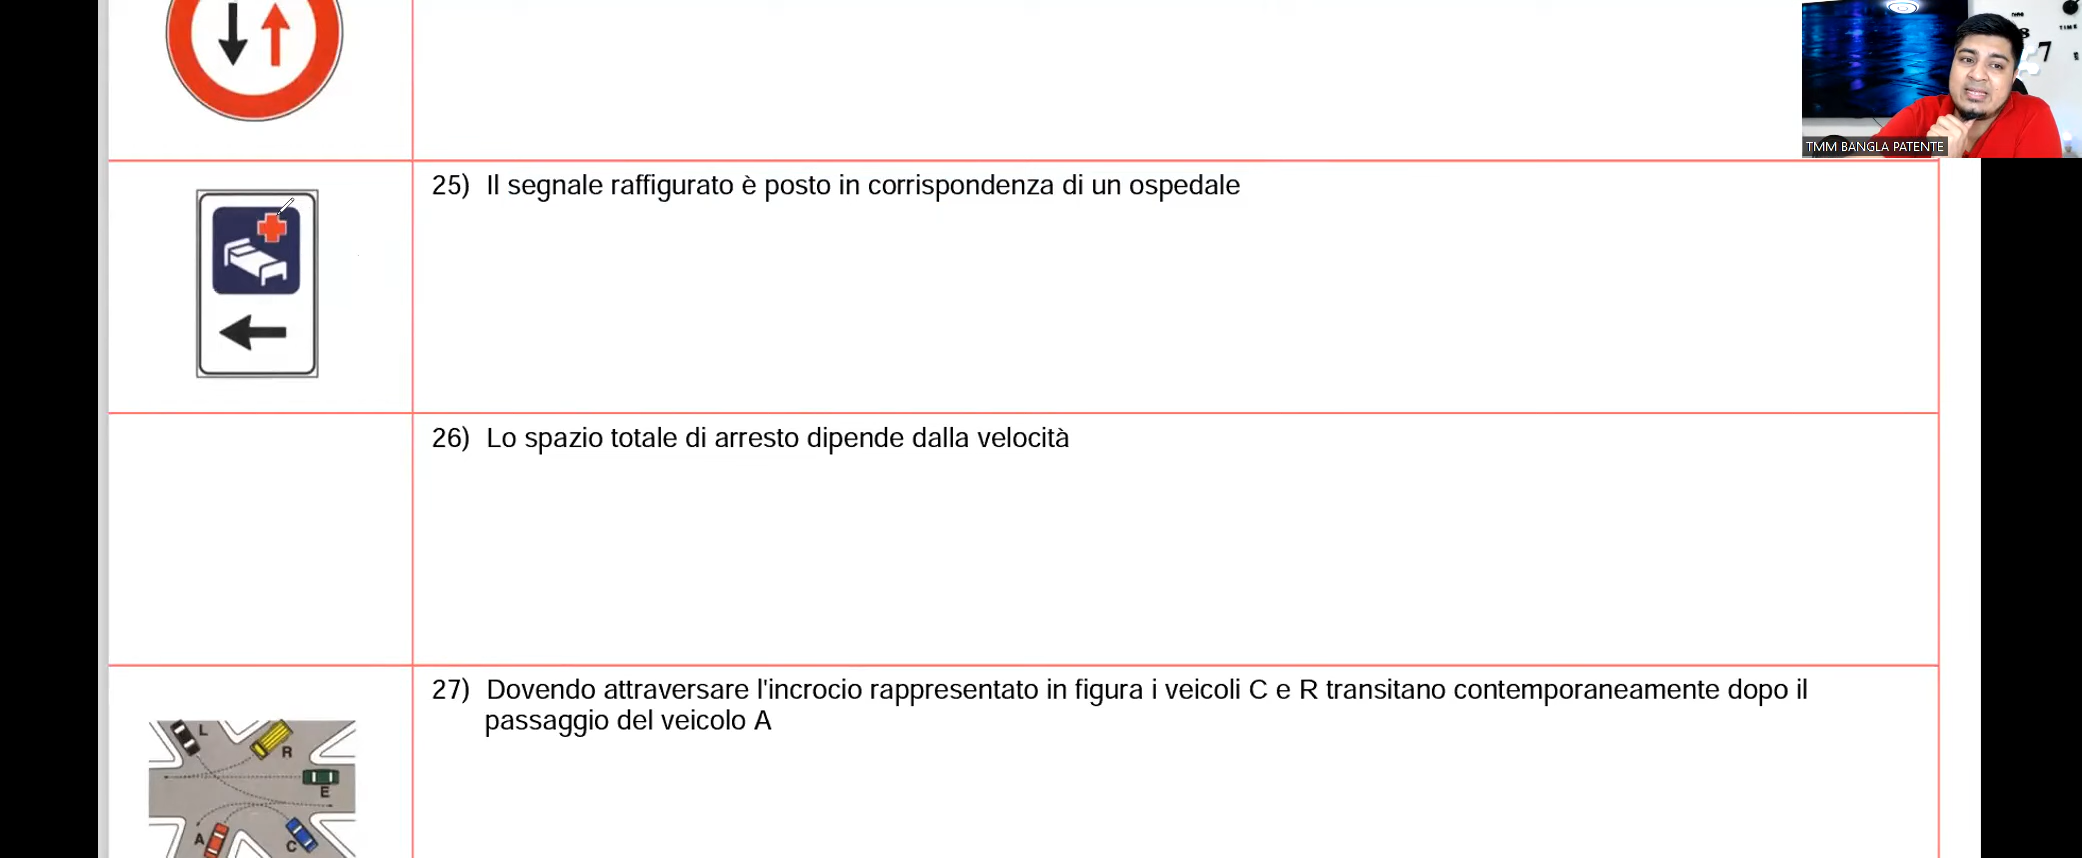 TMM BANGLA PATENTE
25) Il segnale raffigurato è posto in corrispondenza di un ospedale
26) Lo spazio totale di arresto dipende dalla velocità
27) Dovendo attraversare l'incrocio rappresentato in figura i veicoli C e R transitano contemporaneamente dopo il
passaggio del veicolo A
L
R
E
A
C
7